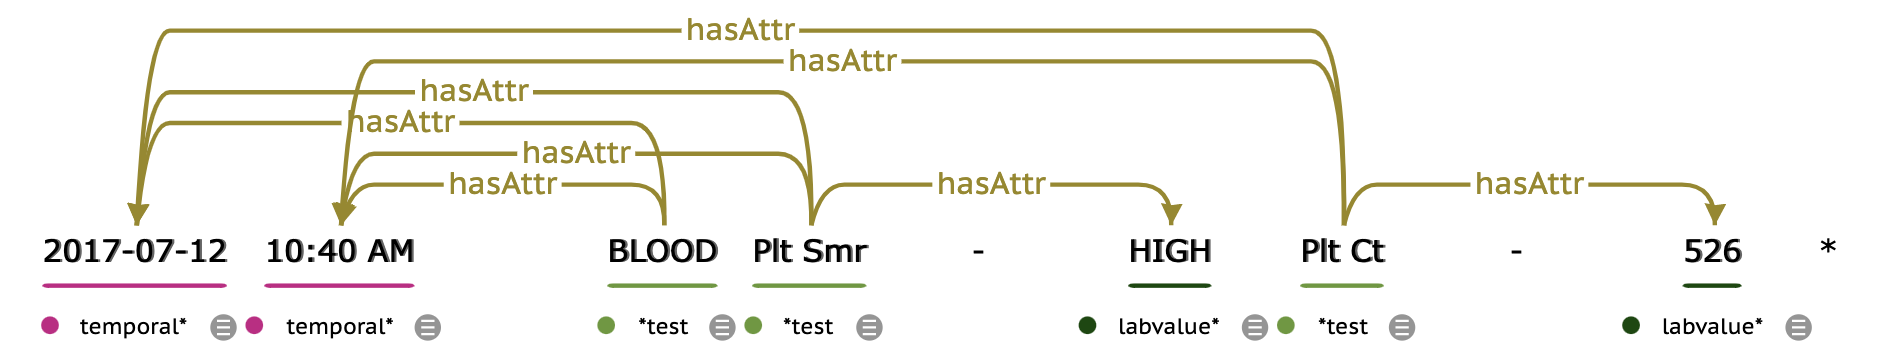 hasAttr
hasAttr
hasAttr
hasAttr
hasAttr
hasAttr hasAttr hasAttr
2017-07-12 10:40 AM BLOOD Plt Smr - HIGH Plt Ct - 526 *
temporal* temporal* *test *test labvalue* *test labvalue*